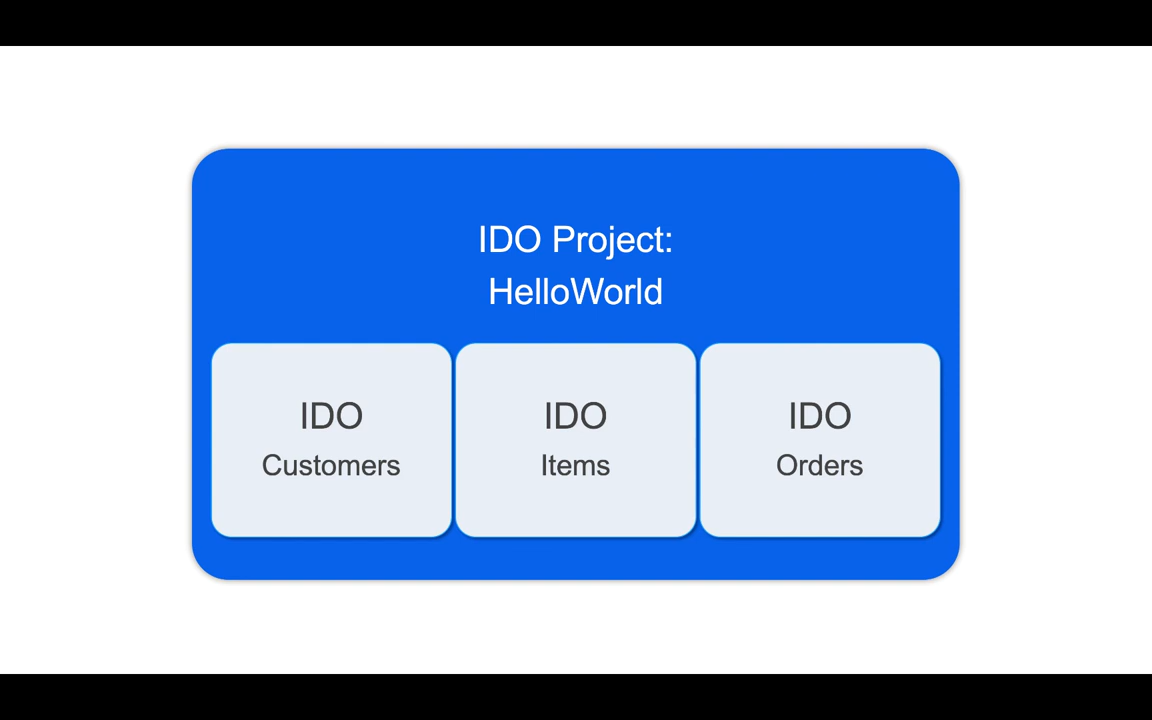 IDO Project:
HelloWorld
IDO
Customers
IDO
Items
IDO
Orders